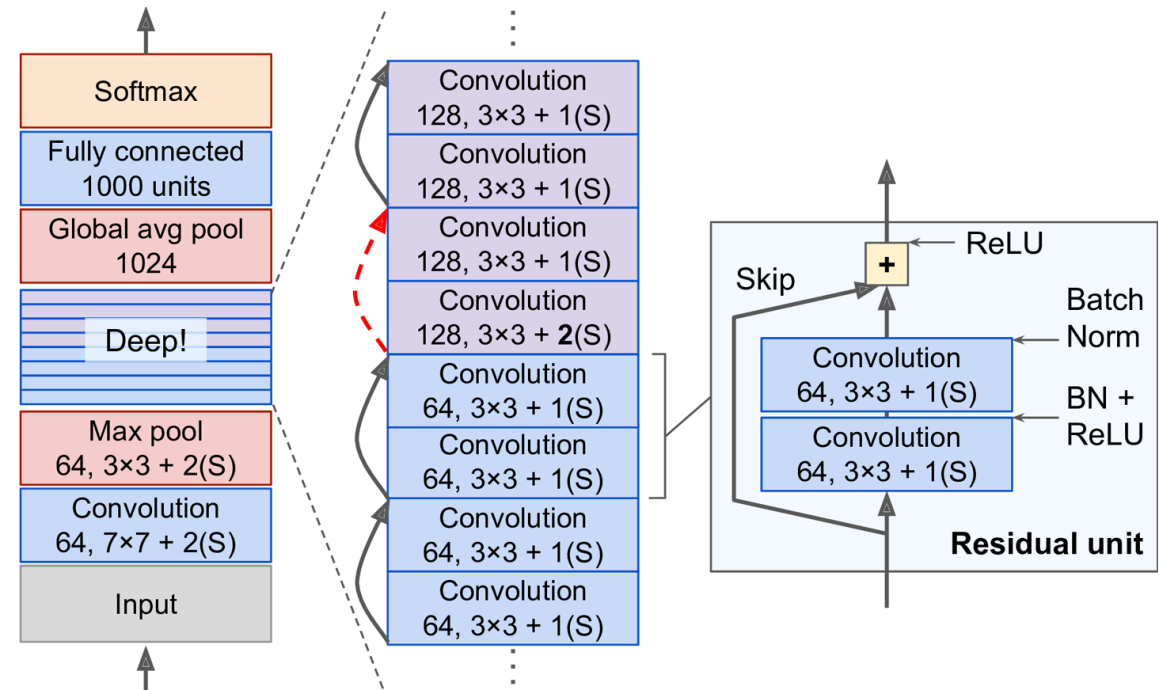 Softmax
Fully connected
1000 units
Global avg pool
1024
Deep!
Max pool
64, 3×3 + 2(S)
Convolution
64, 7×7 + 2(S)
Input
Convolution
128, 3×3 + 1(S)
Convolution
128, 3×3 + 1(S)
Convolution
128, 3×3 + 1(S)
Convolution
128, 3×3 + 2(S)
Convolution
64, 3×3 + 1(S)
Convolution
64, 3×3 + 1(S)
Convolution
64, 3×3 + 1(S)
Convolution
64, 3×3 + 1(S)
+
ReLU
Skip
Batch
Norm
Convolution
64, 3×3 + 1(S)
BN +
ReLU
Convolution
64, 3×3 + 1(S)
Residual unit